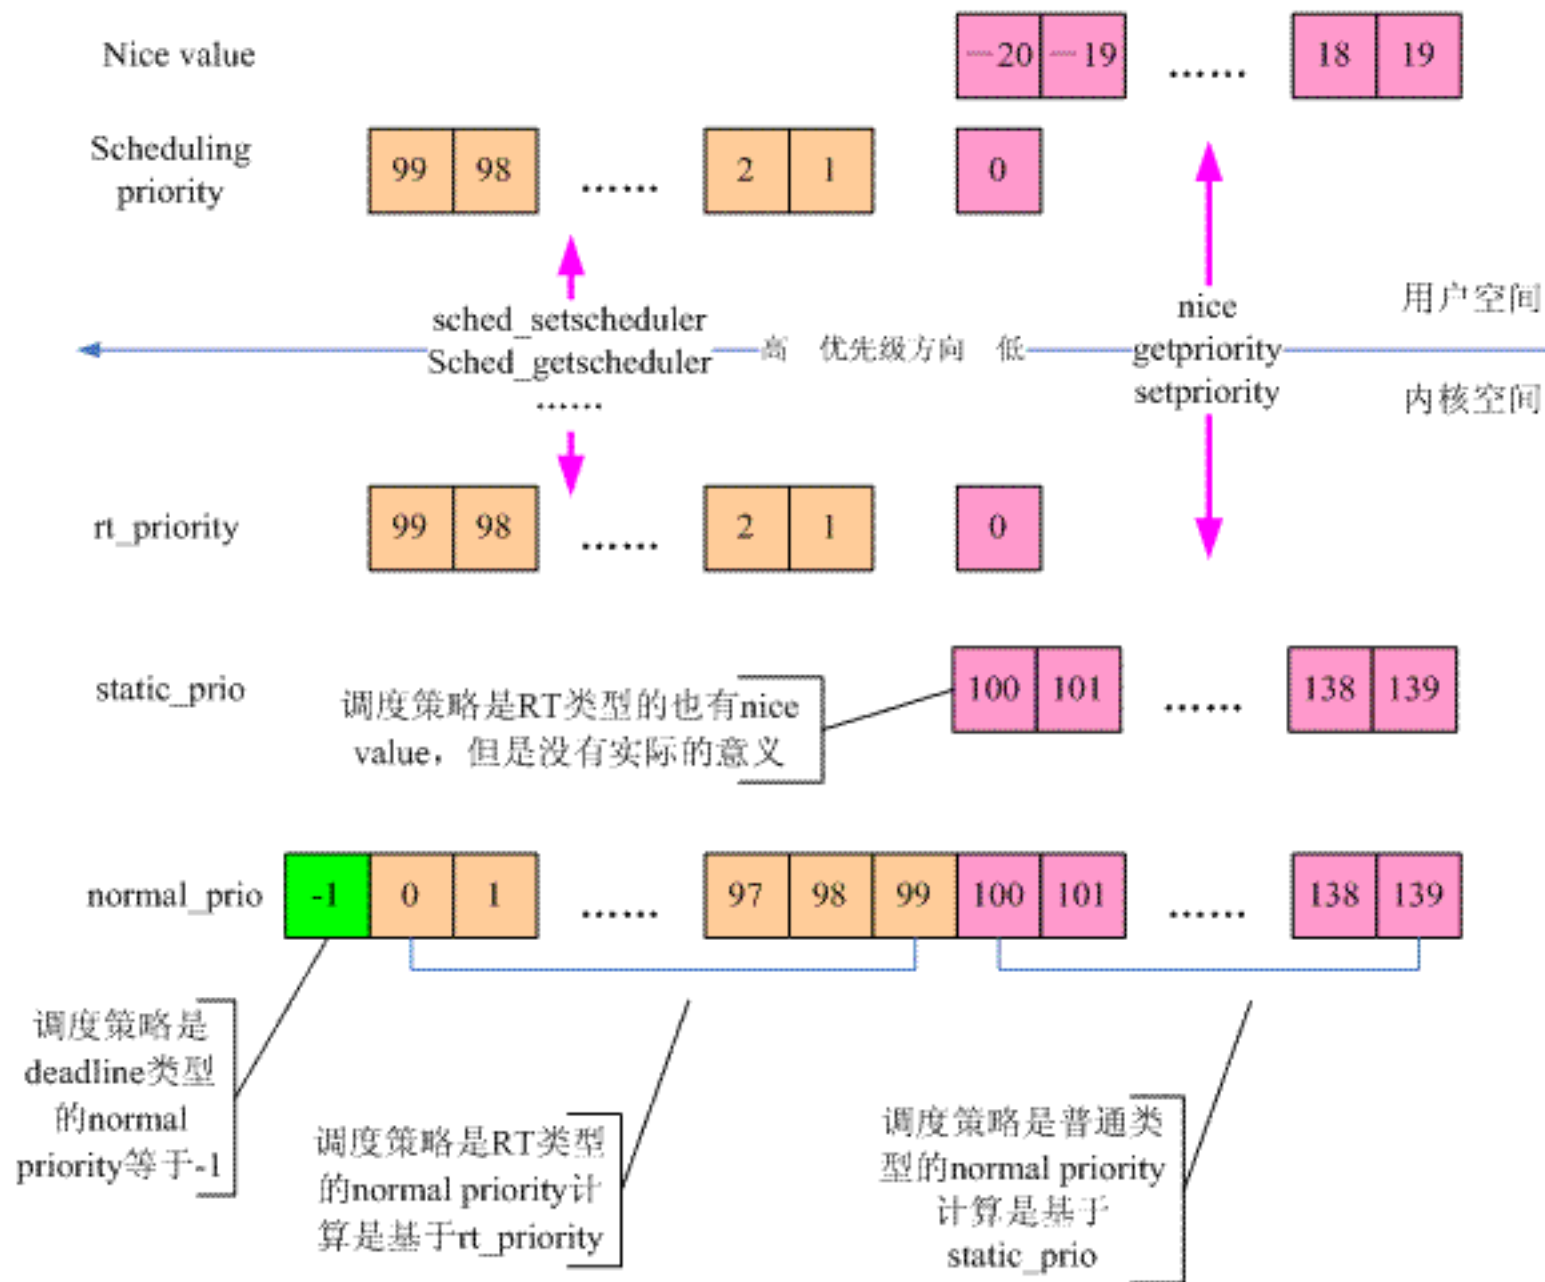 Nice value
—20 —19 …… 18 19
Scheduling
priority
99 98 …… 2 1 0
sched_setscheduler
Sched_getscheduler
……
高 优先级方向 低
nice
getpriority
setpriority
用户空间
内核空间
rt_priority
99 98 …… 2 1 0
static_prio
调度策略是RT类型的也有nice
value，但是没有实际的意义
100 101 …… 138 139
normal_prio
-1 0 1 …… 97 98 99 100 101 …… 138 139
调度策略是
deadline类型
的normal
priority等于-1
调度策略是RT类型
的normal priority计
算是基于rt_priority
调度策略是普通类
型的normal priority
计算是基于
static_prio